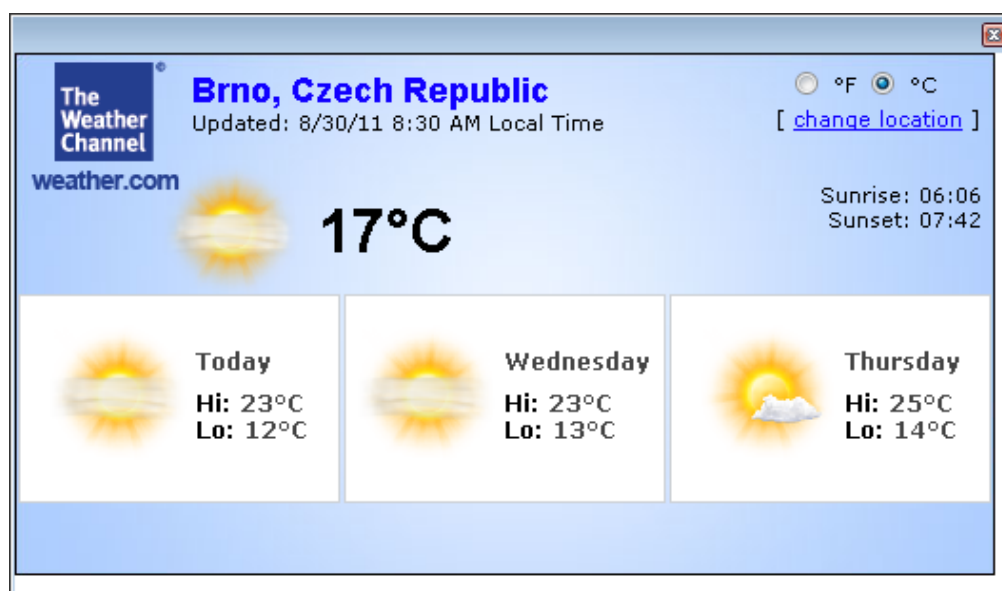 The
Weather
Channel
weather.com
Brno, Czech Republic
Updated: 8/30/11 8:30 AM Local Time
°F °C
[ change location ]
17°C
Sunrise: 06:06
Sunset: 07:42
Today
Hi: 23°C
Lo: 12°C
Wednesday
Hi: 23°C
Lo: 13°C
Thursday
Hi: 25°C
Lo: 14°C